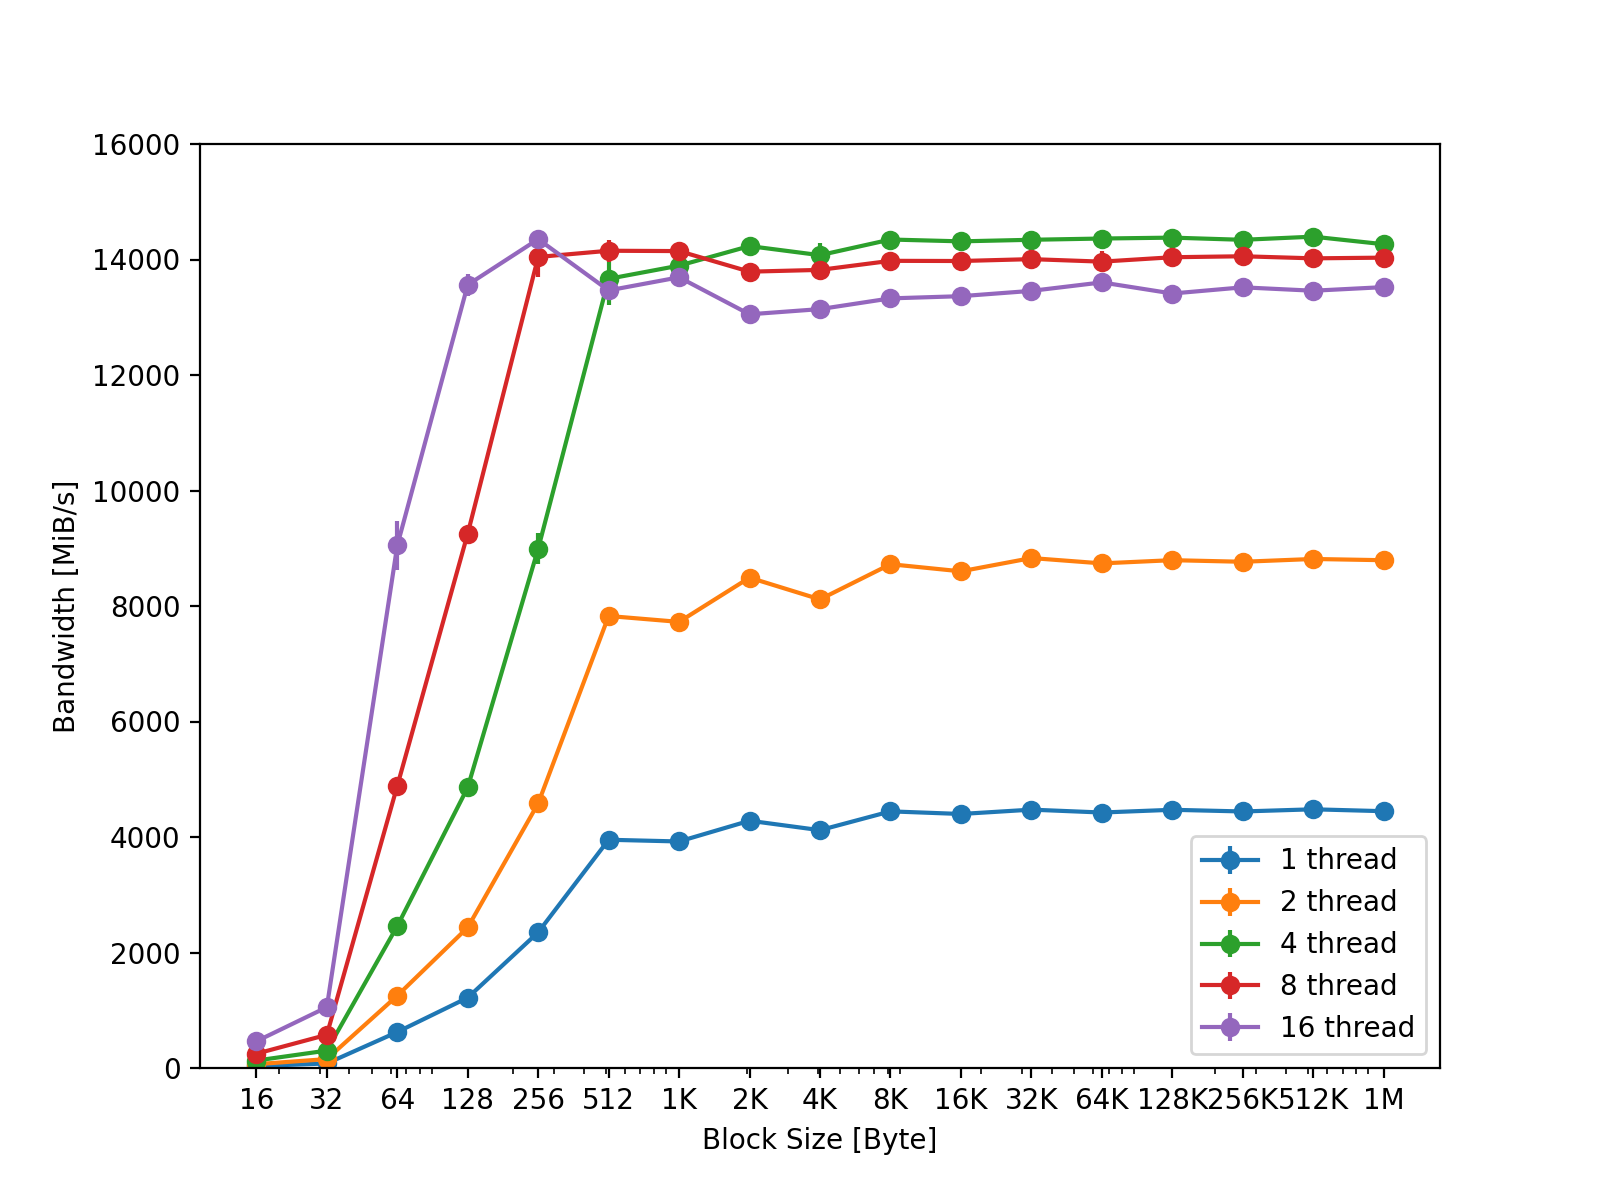 16000
14000
12000
10000
8000
6000
4000
2000
0
Bandwidth [MiB/s]
1 thread
2 thread
4 thread
8 thread
16 thread
16 32 64 128 256 512 1K 2K 4K 8K 16K 32K 64K 128K 256K 512K 1M
Block Size [Byte]